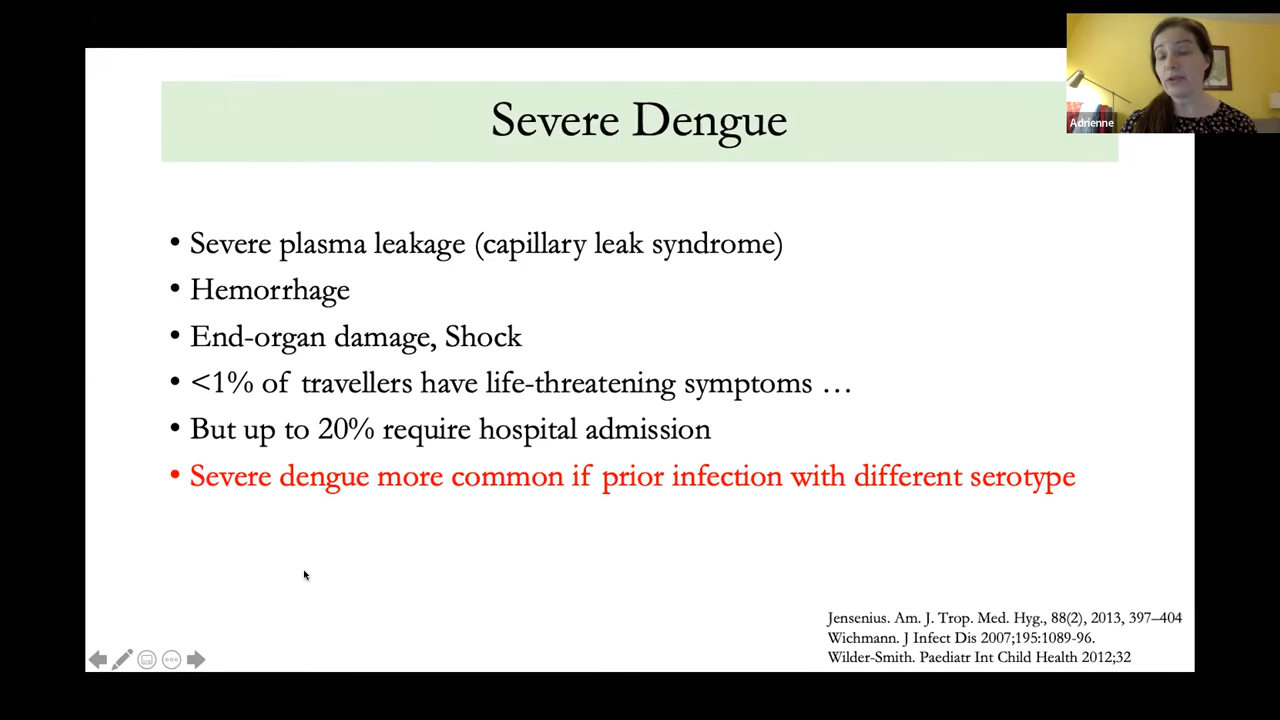 Severe Dengue
Adrienne
• Severe plasma leakage (capillary leak syndrome)
• Hemorrhage
• End-organ damage, Shock
• <1% of travellers have life-threatening symptoms …
• But up to 20% require hospital admission
• Severe dengue more common if prior infection with different serotype
Jensenius. Am. J. Trop. Med. Hyg., 88(2), 2013, 397–404
Wichmann. J Infect Dis 2007;195:1089-96.
Wilder-Smith. Paediatr Int Child Health 2012;32